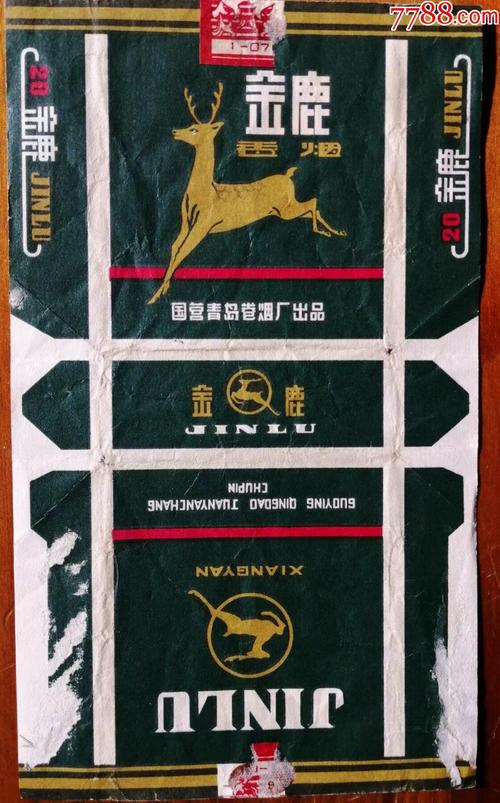 7788.com
1-07
20 金鹿 JINLU
金鹿
香烟
20 金鹿 JINLU
国营青岛卷烟厂出品
金 鹿
JINLU
GUOYING QINGDAO JUANYANCHANG
CHUPIN
XIANGYAN
JINLU